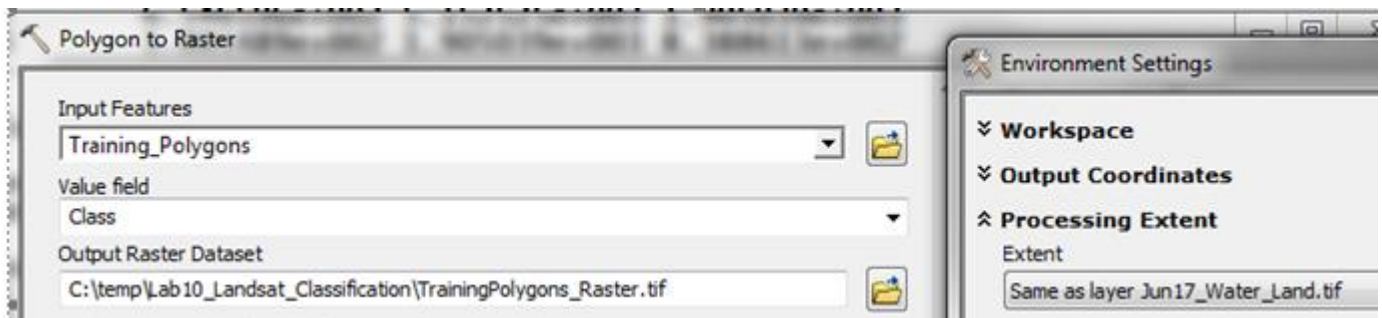 Polygon to Raster
Input Features
Training_Polygons
Value field
Class
Output Raster Dataset
C:\temp\Lab10_Landsat_Classification\TrainingPolygons_Raster.tif
Environment Settings
Workspace
Output Coordinates
Processing Extent
Extent
Same as layer Jun17_Water_Land.tif